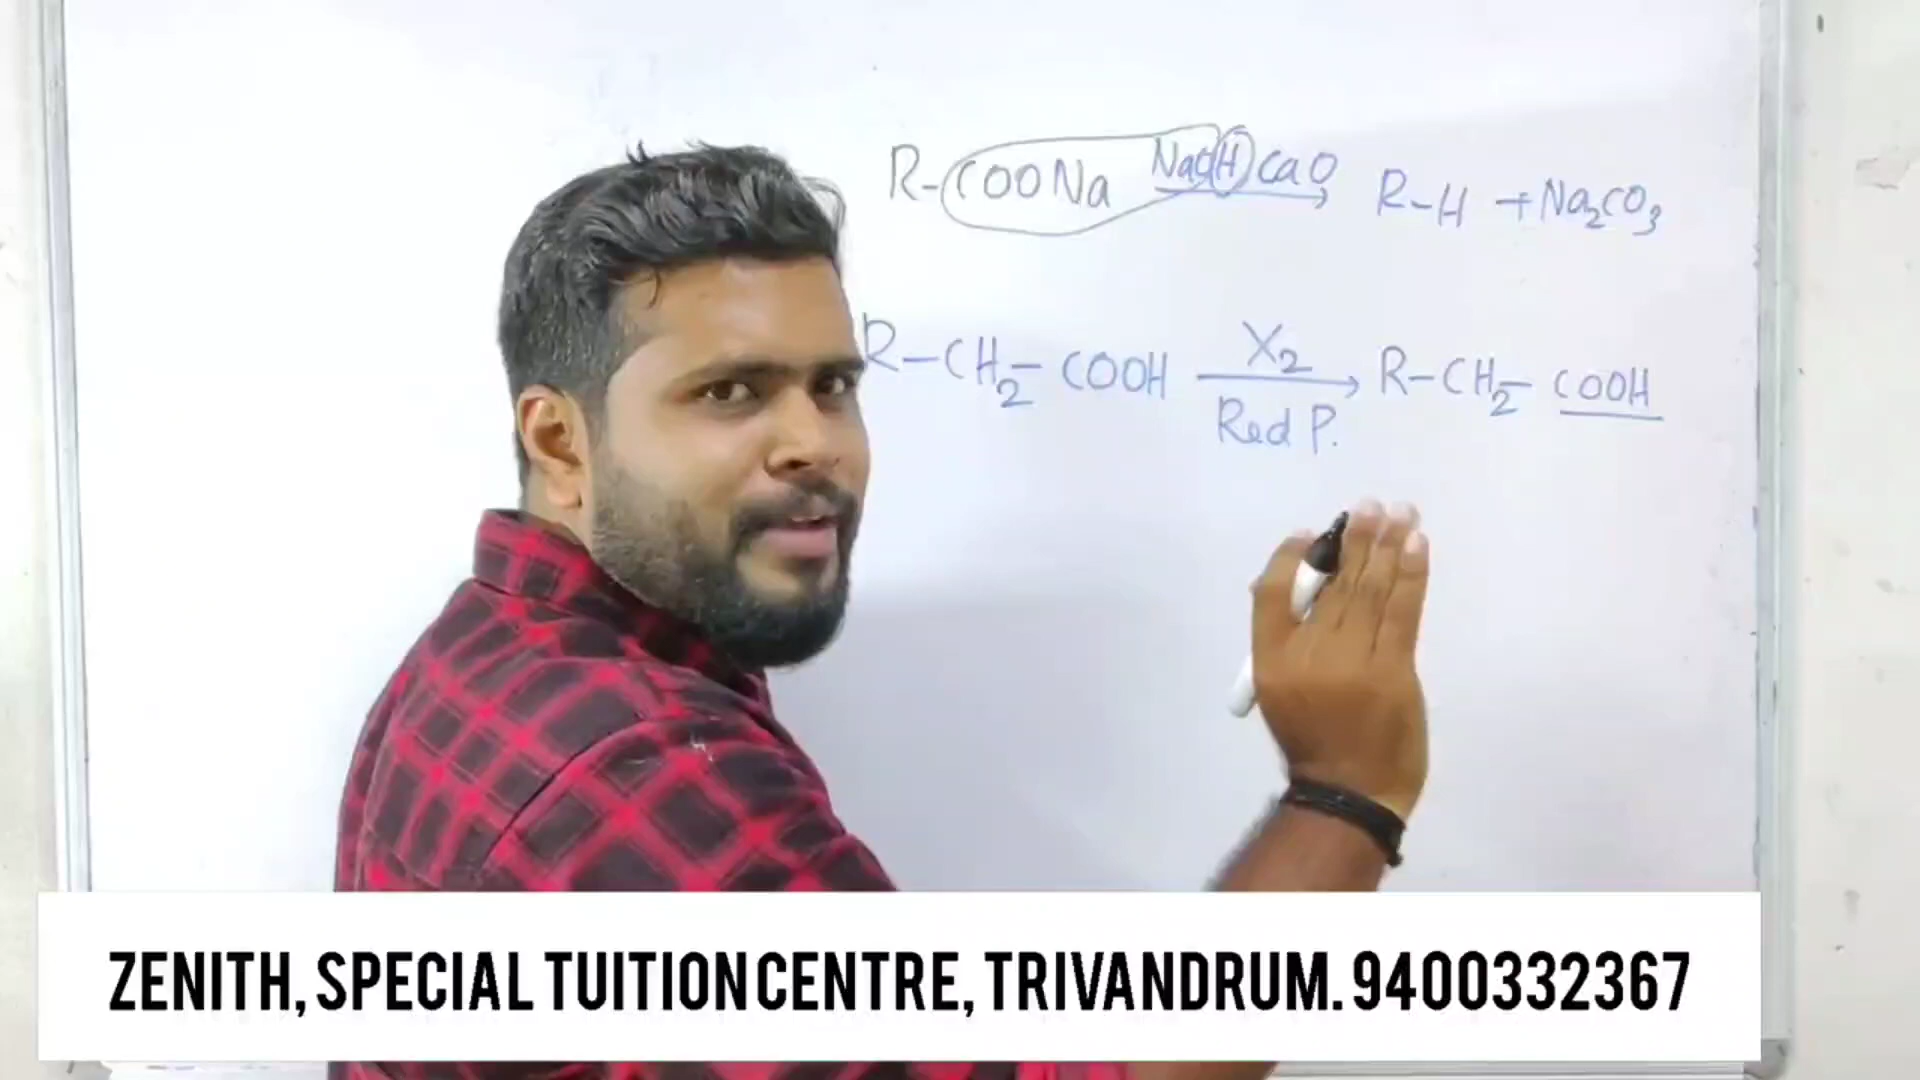 R-COONa NaOH CaO R-H + Na₂CO₃
R-CH₂-COOH X₂ R-CH₂-COOH
Red P.
ZENITH, SPECIAL TUITION CENTRE, TRIVANDRUM. 9400332367